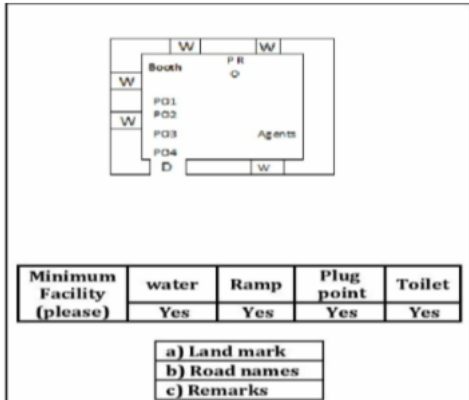 W W
Booth P R
O
W
PO1
W PO2
PO3 Agents
PO4
D W
Minimum Facility (please) water Ramp Plug point Toilet
Yes Yes Yes Yes
a) Land mark
b) Road names
c) Remarks